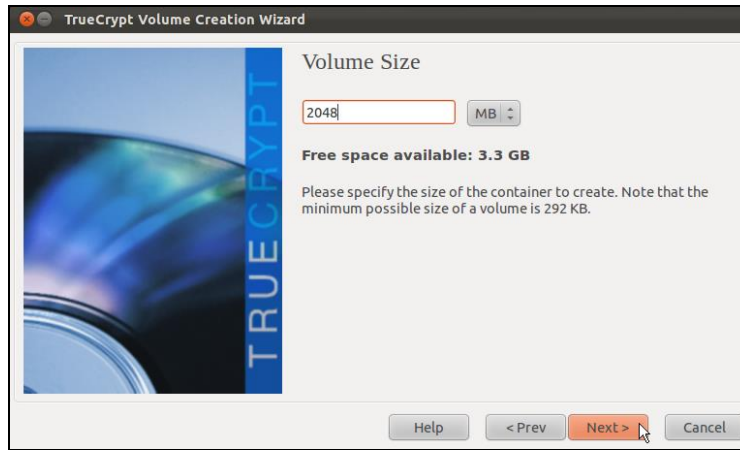 TrueCrypt Volume Creation Wizard
TRUECRYPT
Volume Size
2048 MB
Free space available: 3.3 GB
Please specify the size of the container to create. Note that the
minimum possible size of a volume is 292 KB.
Help < Prev Next > Cancel